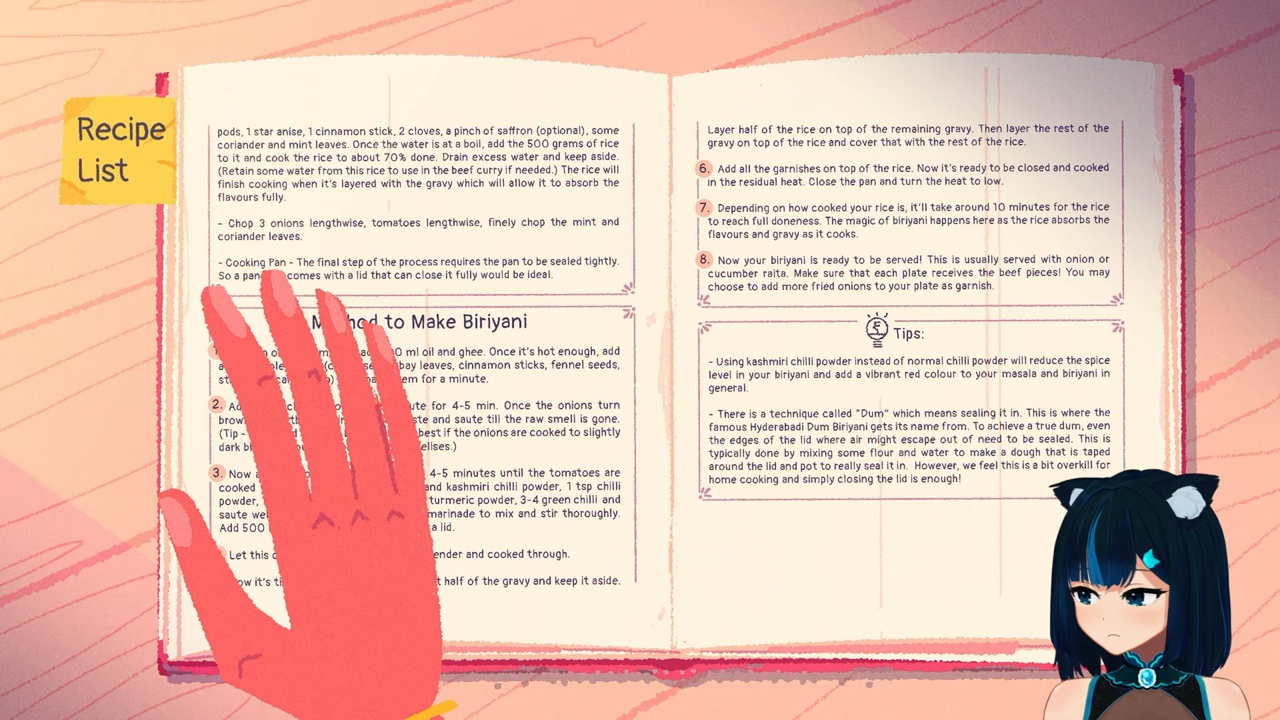 Recipe
List
pods, 1 star anise, 1 cinnamon stick, 2 cloves, a pinch of saffron (optional), some
coriander and mint leaves. Once the water is at a boil, add the 500 grams of rice
to it and cook the rice to about 70% done. Drain excess water and keep aside.
(Retain some water from this rice to use in the beef curry if needed.) The rice will
finish cooking when it's layered with the gravy which will allow it to absorb the
flavours fully.
- Chop 3 onions lengthwise, tomatoes lengthwise, finely chop the mint and
coriander leaves.
- Cooking Pan - The final step of the process requires the pan to be sealed tightly.
So a pan comes with a lid that can close it fully would be ideal.
Method to Make Biriyani
ml oil and ghee. Once it's hot enough, add
bay leaves, cinnamon sticks, fennel seeds,
for a minute.
2. for 4-5 min. Once the onions turn
and saute till the raw smell is gone.
(Tip - best if the onions are cooked to slightly
dark
3. Now 4-5 minutes until the tomatoes are
cooked and kashmiri chilli powder, 1 tsp chilli
powder, turmeric powder, 3-4 green chilli and
saute marinade to mix and stir thoroughly.
Add 500 a lid.
Let this and cooked through.
it's half of the gravy and keep it aside.
Layer half of the rice on top of the remaining gravy. Then layer the rest of the
gravy on top of the rice and cover that with the rest of the rice.
6. Add all the garnishes on top of the rice. Now it's ready to be closed and cooked
in the residual heat. Close the pan and turn the heat to low.
7. Depending on how cooked your rice is, it'll take around 10 minutes for the rice
to reach full doneness. The magic of biriyani happens here as the rice absorbs the
flavours and gravy as it cooks.
8. Now your biriyani is ready to be served! This is usually served with onion or
cucumber raita. Make sure that each plate receives the beef pieces! You may
choose to add more fried onions to your plate as garnish.
Tips:
- Using kashmiri chilli powder instead of normal chilli powder will reduce the spice
level in your biriyani and add a vibrant red colour to your masala and biriyani in
general.
- There is a technique called "Dum" which means sealing it in. This is where the
famous Hyderabadi Dum Biriyani gets its name from. To achieve a true dum, even
the edges of the lid where air might escape out of need to be sealed. This is
typically done by mixing some flour and water to make a dough that is taped
around the lid and pot to really seal it in. However, we feel this is a bit overkill for
home cooking and simply closing the lid is enough!